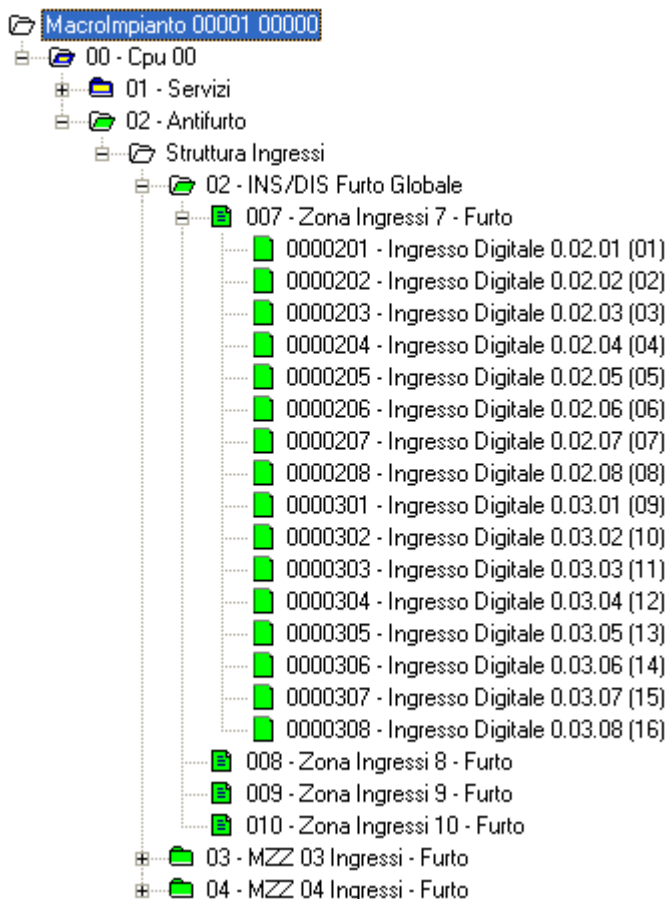 MacroImpianto 00001 00000
00 - Cpu 00
01 - Servizi
02 - Antifurto
Struttura Ingressi
02 - INS/DIS Furto Globale
007 - Zona Ingressi 7 - Furto
0000201 - Ingresso Digitale 0.02.01 (01)
0000202 - Ingresso Digitale 0.02.02 (02)
0000203 - Ingresso Digitale 0.02.03 (03)
0000204 - Ingresso Digitale 0.02.04 (04)
0000205 - Ingresso Digitale 0.02.05 (05)
0000206 - Ingresso Digitale 0.02.06 (06)
0000207 - Ingresso Digitale 0.02.07 (07)
0000208 - Ingresso Digitale 0.02.08 (08)
0000301 - Ingresso Digitale 0.03.01 (09)
0000302 - Ingresso Digitale 0.03.02 (10)
0000303 - Ingresso Digitale 0.03.03 (11)
0000304 - Ingresso Digitale 0.03.04 (12)
0000305 - Ingresso Digitale 0.03.05 (13)
0000306 - Ingresso Digitale 0.03.06 (14)
0000307 - Ingresso Digitale 0.03.07 (15)
0000308 - Ingresso Digitale 0.03.08 (16)
008 - Zona Ingressi 8 - Furto
009 - Zona Ingressi 9 - Furto
010 - Zona Ingressi 10 - Furto
03 - MZZ 03 Ingressi - Furto
04 - MZZ 04 Ingressi - Furto